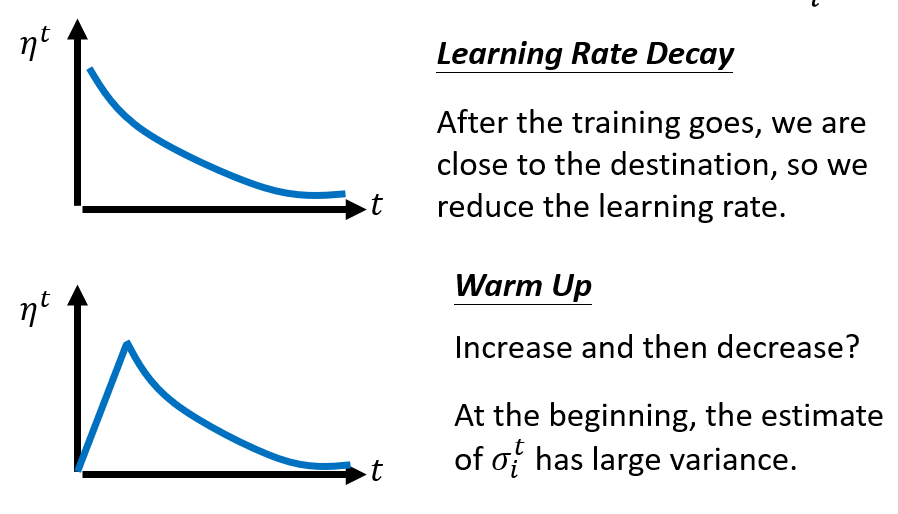 t
η^t
Learning Rate Decay
After the training goes, we are
close to the destination, so we
reduce the learning rate.
t
η^t
Warm Up
Increase and then decrease?
At the beginning, the estimate
of σ_i^t has large variance.
t